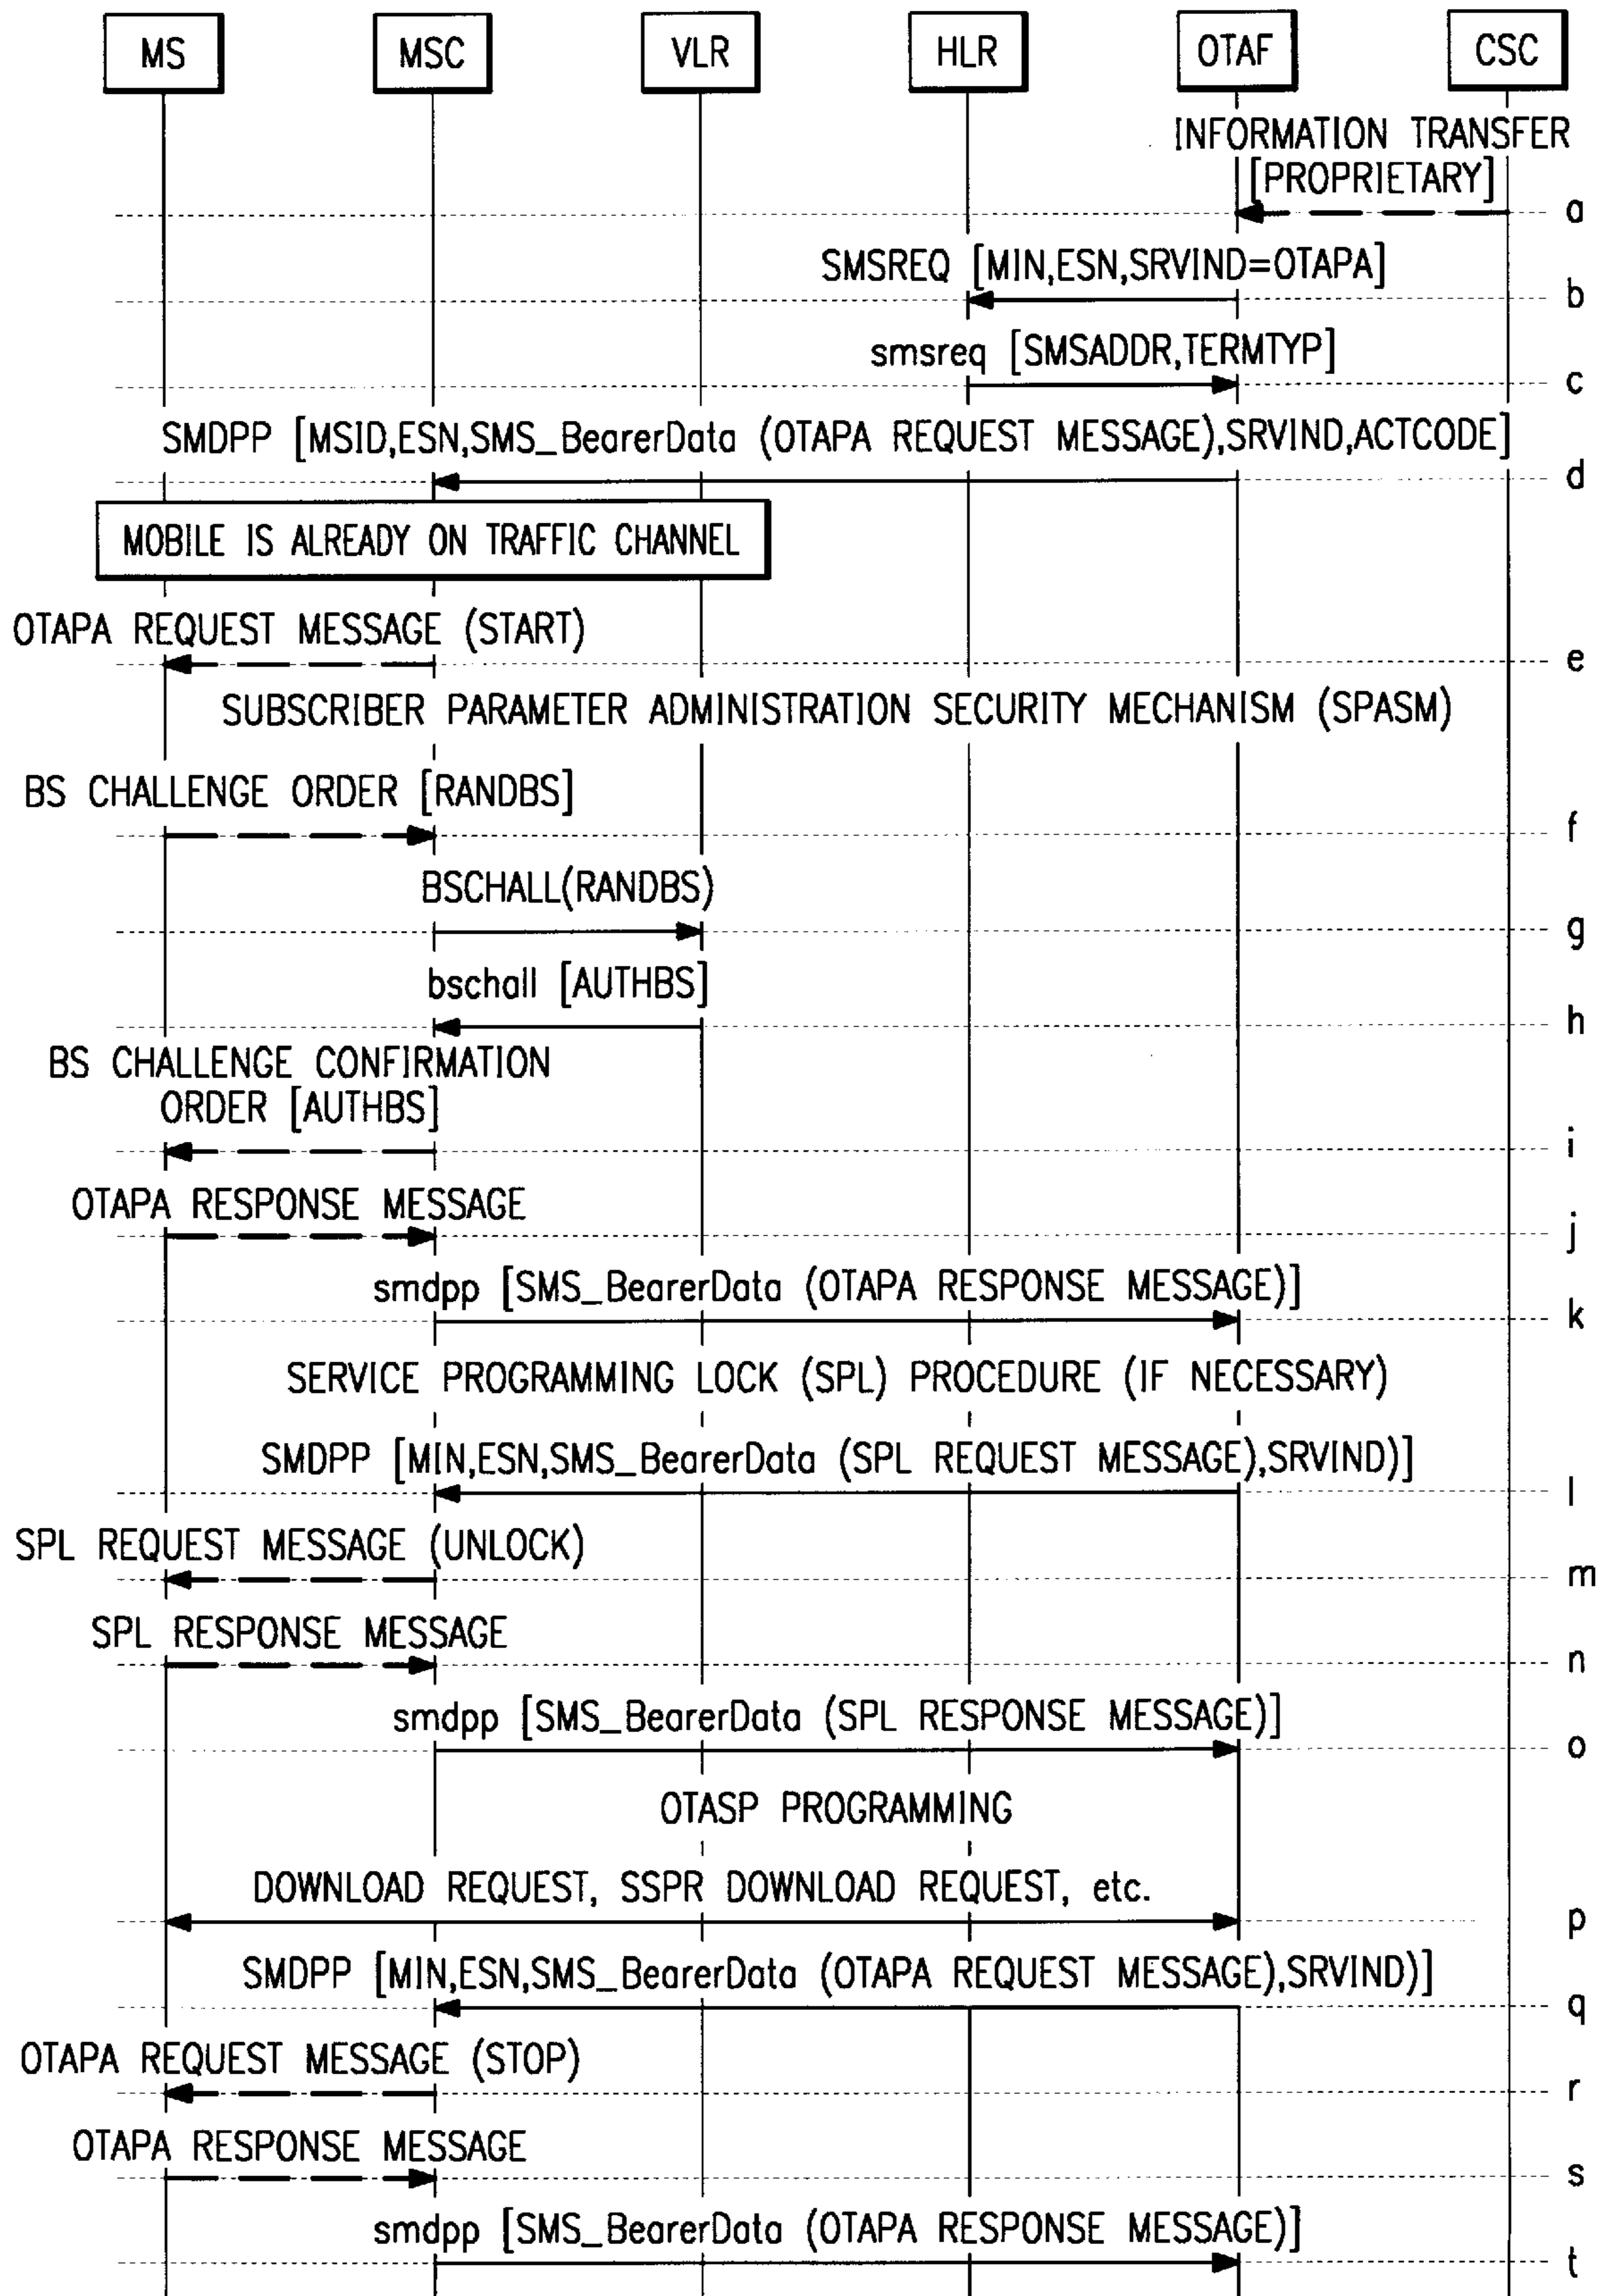 MS MSC VLR HLR OTAF CSC
INFORMATION TRANSFER
[PROPRIETARY]
a
SMSREQ [MIN,ESN,SRVIND=OTAPA]
b
smsreq [SMSADDR,TERMTYP]
c
SMDPP [MSID,ESN,SMS_BearerData (OTAPA REQUEST MESSAGE),SRVIND,ACTCODE]
d
MOBILE IS ALREADY ON TRAFFIC CHANNEL
OTAPA REQUEST MESSAGE (START)
e
SUBSCRIBER PARAMETER ADMINISTRATION SECURITY MECHANISM (SPASM)
BS CHALLENGE ORDER [RANDBS]
f
BSCHALL(RANDBS)
g
bschall [AUTHBS]
h
BS CHALLENGE CONFIRMATION
ORDER [AUTHBS]
i
OTAPA RESPONSE MESSAGE
j
smdpp [SMS_BearerData (OTAPA RESPONSE MESSAGE)]
k
SERVICE PROGRAMMING LOCK (SPL) PROCEDURE (IF NECESSARY)
SMDPP [MIN,ESN,SMS_BearerData (SPL REQUEST MESSAGE),SRVIND)]
l
SPL REQUEST MESSAGE (UNLOCK)
m
SPL RESPONSE MESSAGE
n
smdpp [SMS_BearerData (SPL RESPONSE MESSAGE)]
o
OTASP PROGRAMMING
DOWNLOAD REQUEST, SSPR DOWNLOAD REQUEST, etc.
p
SMDPP [MIN,ESN,SMS_BearerData (OTAPA REQUEST MESSAGE),SRVIND)]
q
OTAPA REQUEST MESSAGE (STOP)
r
OTAPA RESPONSE MESSAGE
s
smdpp [SMS_BearerData (OTAPA RESPONSE MESSAGE)]
t